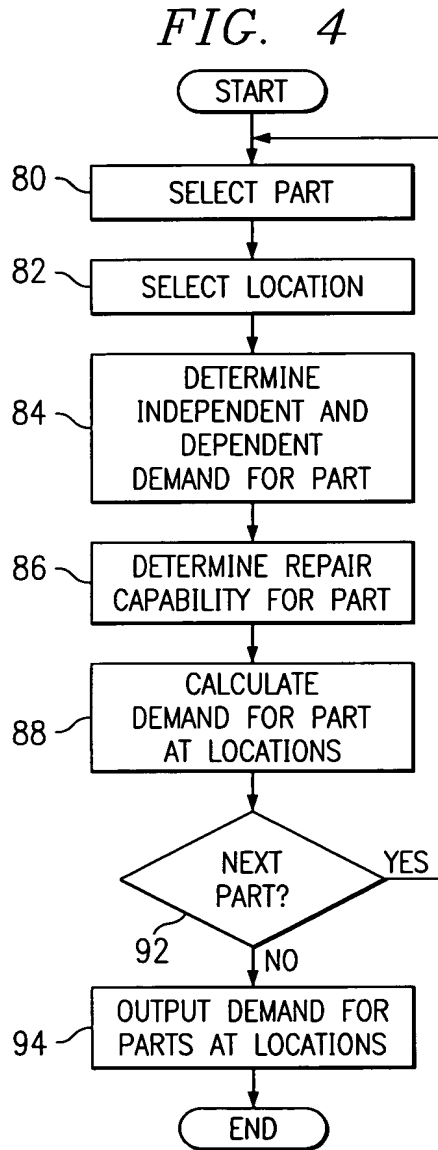 FIG. 4
START
80
SELECT PART
82
SELECT LOCATION
84
DETERMINE
INDEPENDENT AND
DEPENDENT
DEMAND FOR PART
86
DETERMINE REPAIR
CAPABILITY FOR PART
88
CALCULATE
DEMAND FOR PART
AT LOCATIONS
NEXT
PART?
YES
92
NO
94
OUTPUT DEMAND FOR
PARTS AT LOCATIONS
END